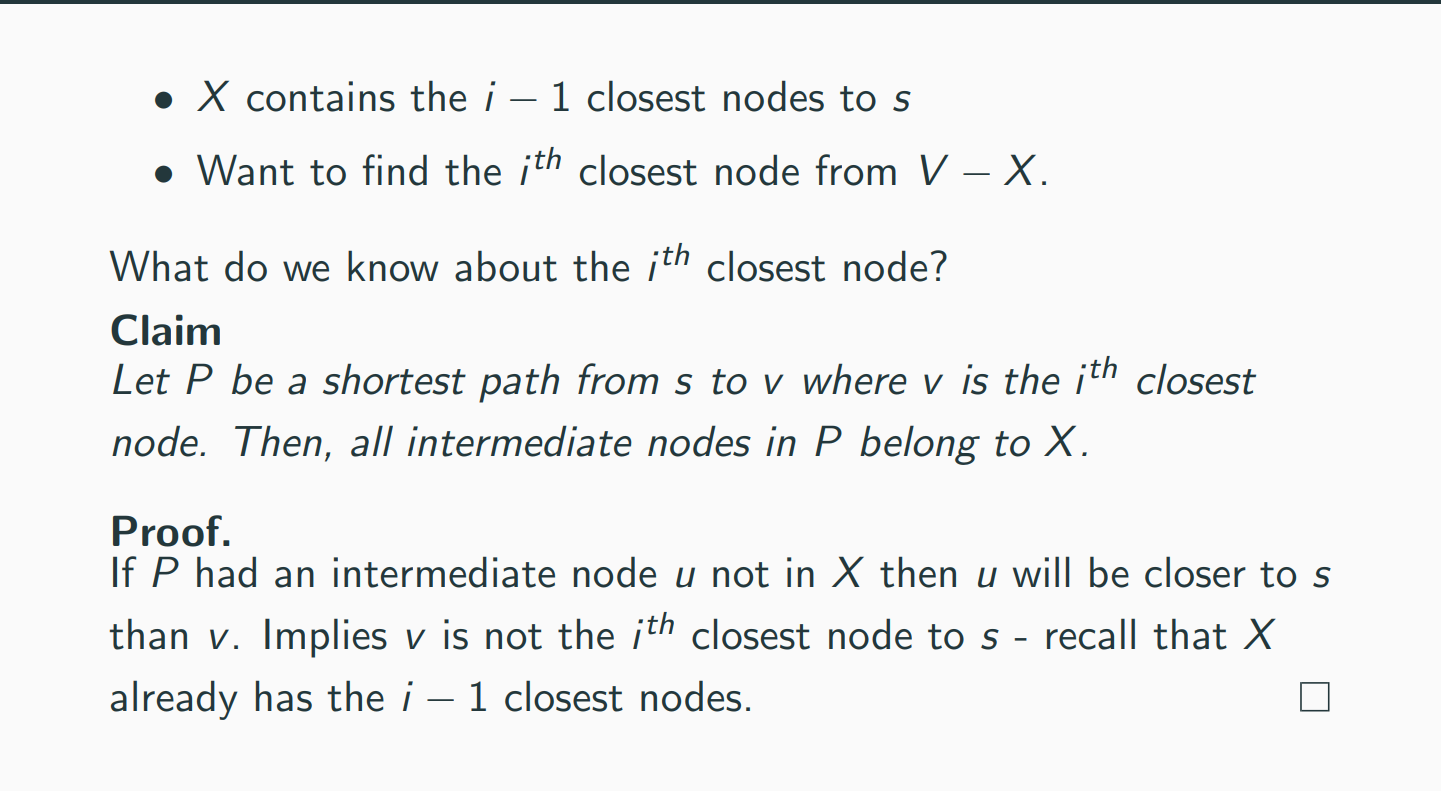 • X contains the i − 1 closest nodes to s
• Want to find the i^th closest node from V − X.
What do we know about the i^th closest node?
Claim
Let P be a shortest path from s to v where v is the i^th closest
node. Then, all intermediate nodes in P belong to X.
Proof.
If P had an intermediate node u not in X then u will be closer to s
than v. Implies v is not the i^th closest node to s - recall that X
already has the i − 1 closest nodes. □